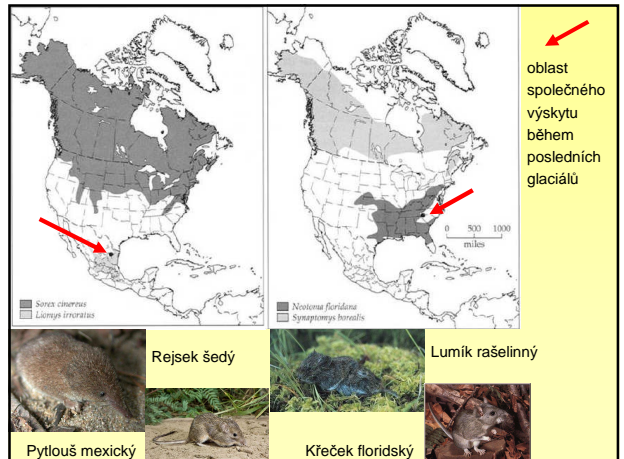 Sorex cinereus
Liomys irroratus
0 500 1000
miles
Neotoma floridana
Synaptomys borealis
oblast
společného
výskytu
během
posledních
glaciálů
Rejsek šedý
Pytlouš mexický
Lumík rašelinný
Křeček floridský